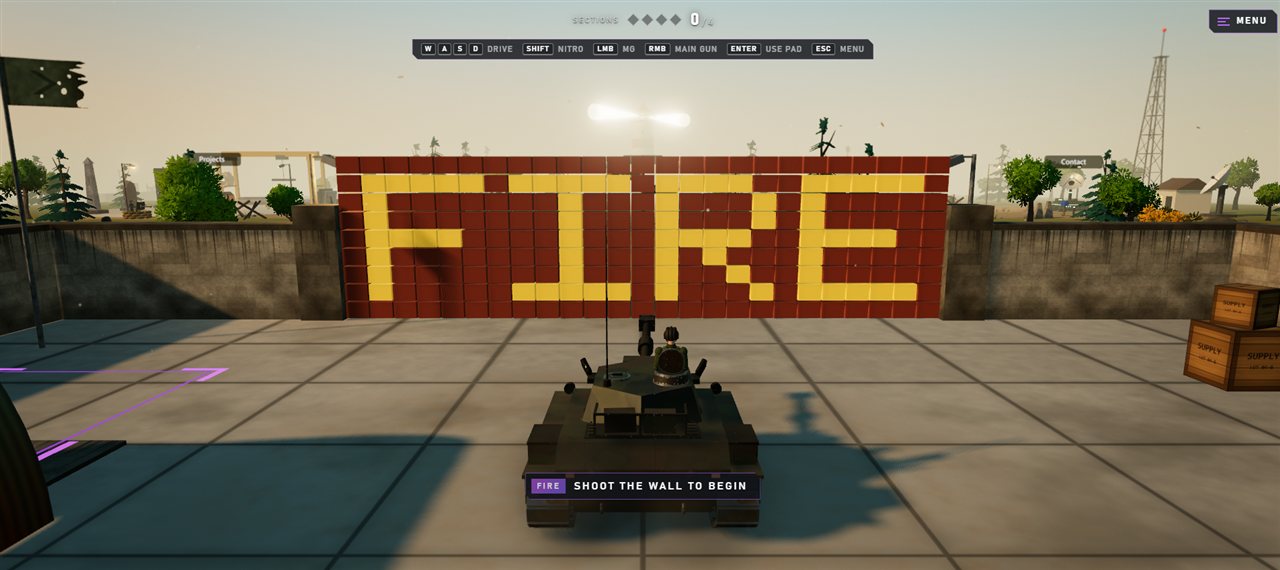 SECTIONS 0/4
MENU
W A S D DRIVE SHIFT NITRO LMB MG RMB MAIN GUN ENTER USE PAD ESC MENU
Projects
Contact
FIRE
SUPPLY
SUPPLY
SUPPLY
FIRE SHOOT THE WALL TO BEGIN